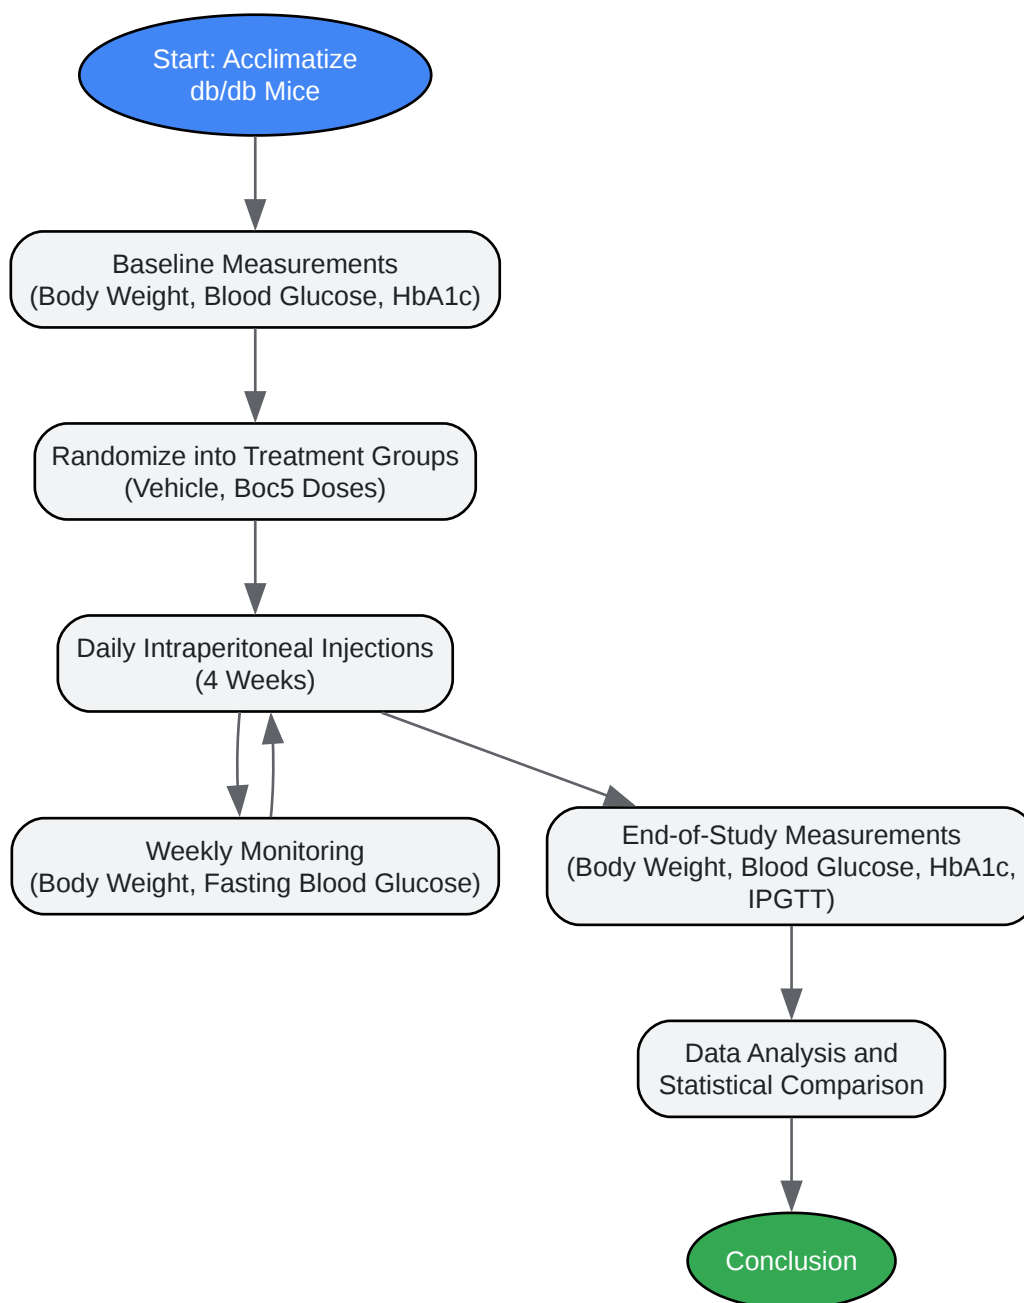 Start: Acclimatize
db/db Mice
Baseline Measurements
(Body Weight, Blood Glucose, HbA1c)
Randomize into Treatment Groups
(Vehicle, Boc5 Doses)
Daily Intraperitoneal Injections
(4 Weeks)
Weekly Monitoring
(Body Weight, Fasting Blood Glucose)
End-of-Study Measurements
(Body Weight, Blood Glucose, HbA1c,
IPGTT)
Data Analysis and
Statistical Comparison
Conclusion